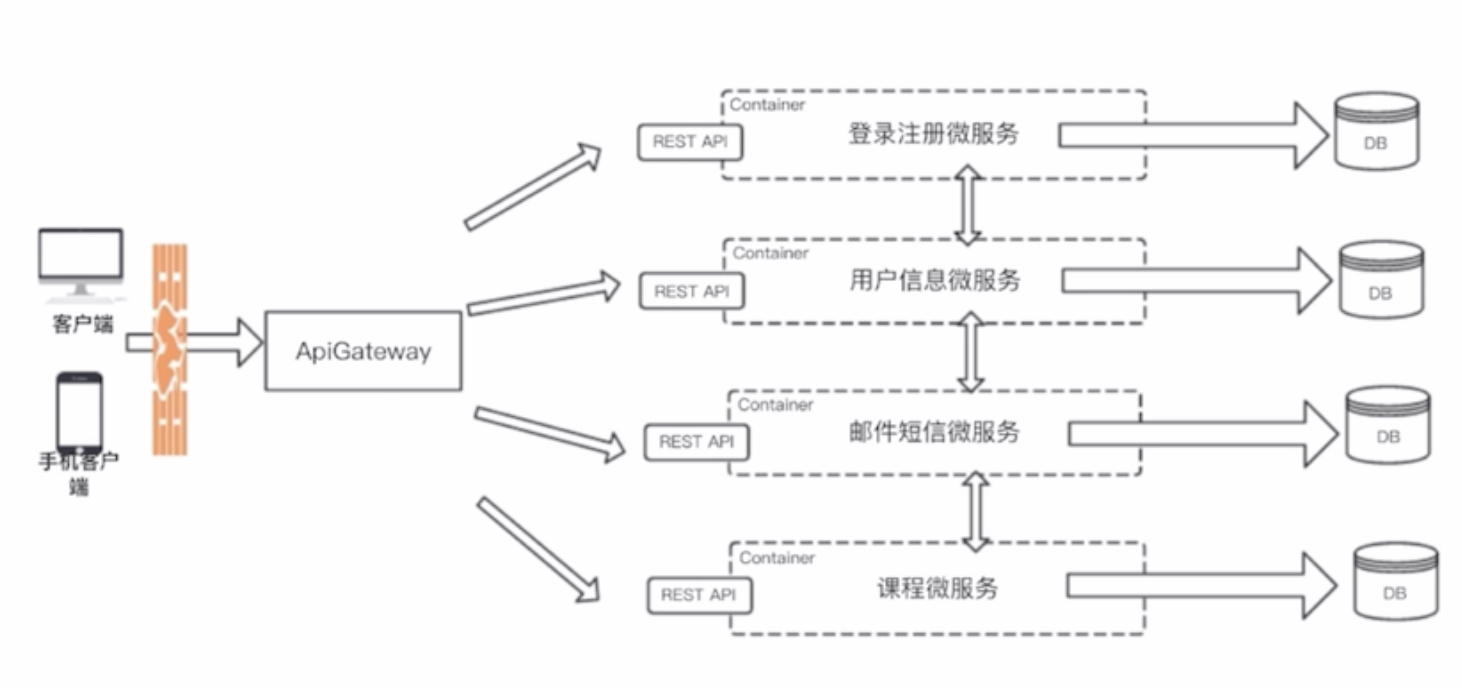 Container
REST API
登录注册微服务
DB
Container
REST API
用户信息微服务
DB
客户端
ApiGateway
手机客户
端
Container
REST API
邮件短信微服务
DB
Container
REST API
课程微服务
DB